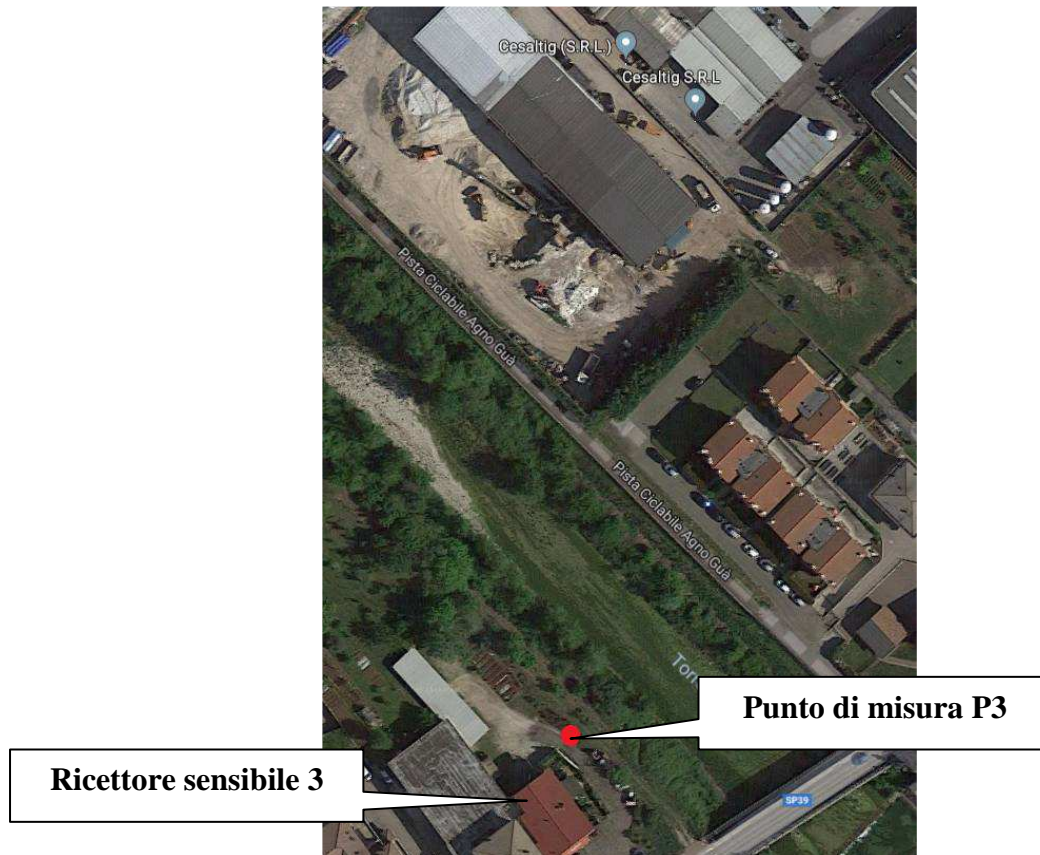 Cesaltig (S.R.L.)
Cesaltig S.R.L
Pista Ciclabile Agno Guà
Pista Ciclabile Agno Guà
Punto di misura P3
Ricettore sensibile 3
SP39